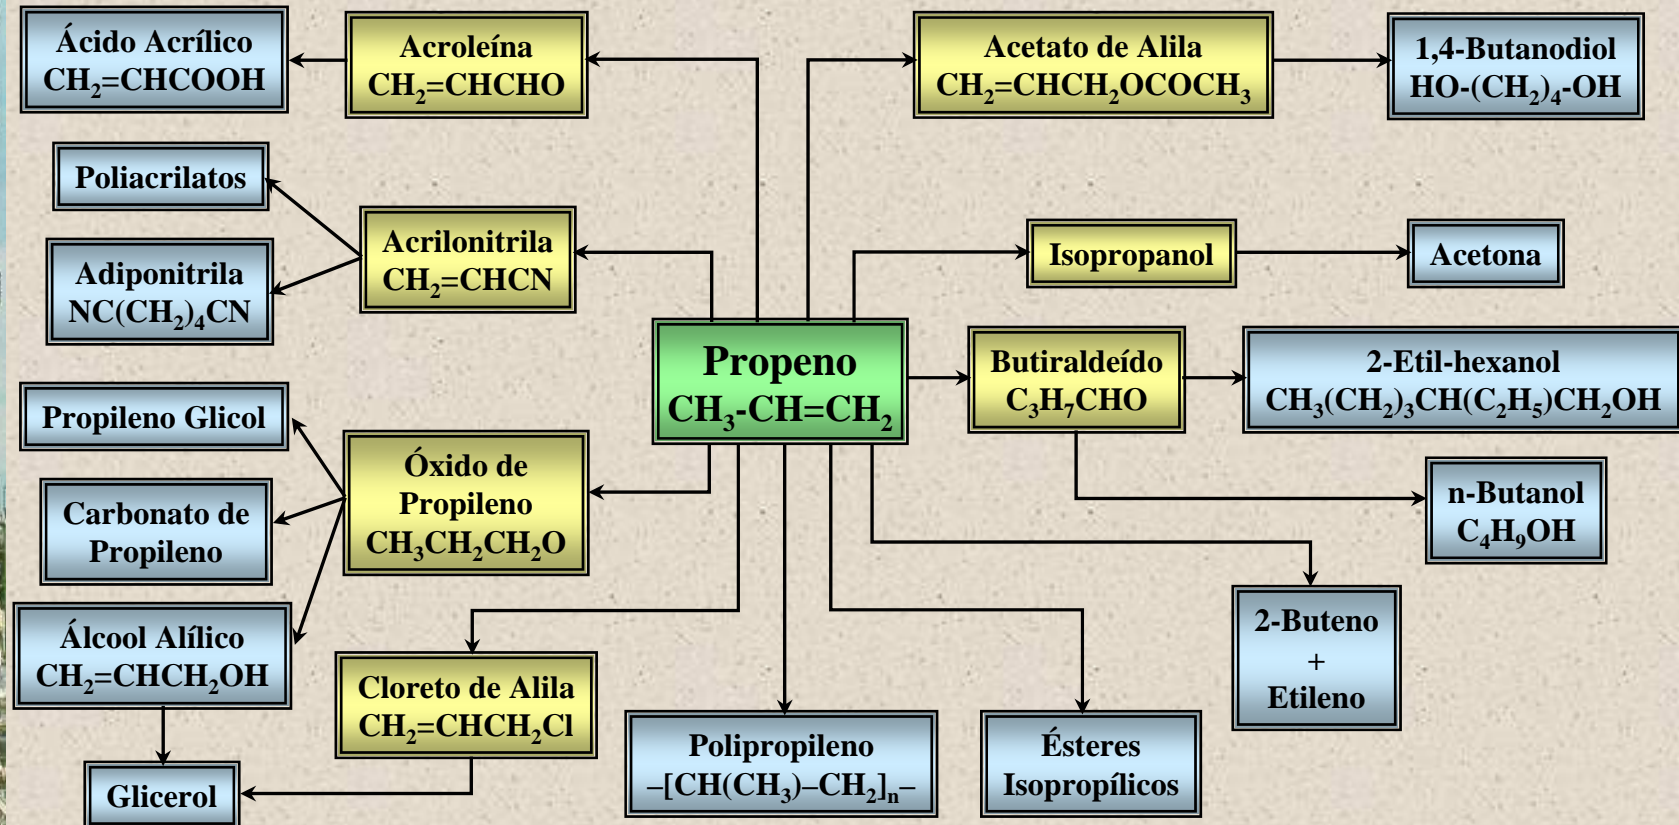 Ácido Acrílico
CH₂=CHCOOH
Acroleína
CH₂=CHCHO
Acetato de Alila
CH₂=CHCH₂OCOCH₃
1,4-Butanodiol
HO-(CH₂)₄-OH
Poliacrilatos
Acrilonitrila
CH₂=CHCN
Adiponitrila
NC(CH₂)₄CN
Isopropanol
Acetona
Propeno
CH₃-CH=CH₂
Butiraldeído
C₃H₇CHO
2-Etil-hexanol
CH₃(CH₂)₃CH(C₂H₅)CH₂OH
Propileno Glicol
Óxido de
Propileno
CH₃CH₂CH₂O
Carbonato de
Propileno
n-Butanol
C₄H₉OH
Álcool Alílico
CH₂=CHCH₂OH
Cloreto de Alila
CH₂=CHCH₂Cl
2-Buteno
+
Etileno
Glicerol
Polipropileno
–[CH(CH₃)–CH₂]ₙ–
Ésteres
Isopropílicos